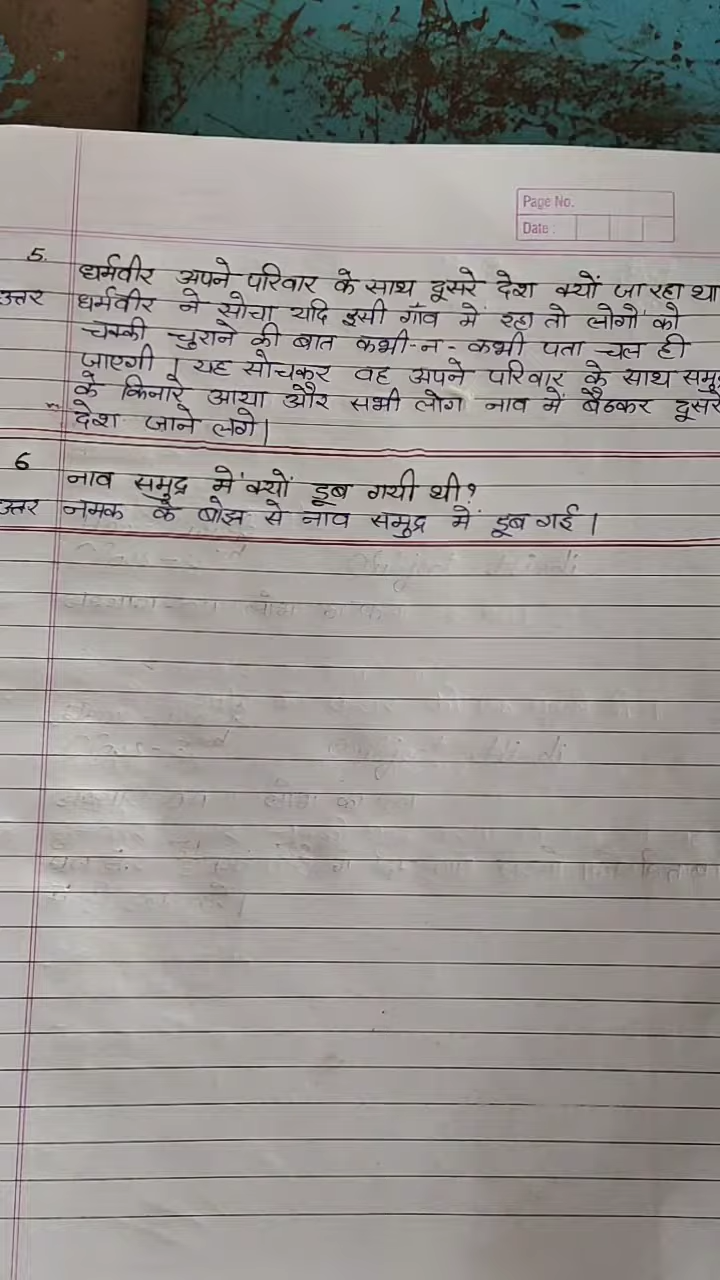 Page No.
Date :
5. धर्मवीर अपने परिवार के साथ दूसरे देश क्यों जा रहा था
उत्तर धर्मवीर ने सोचा यदि इसी गाँव में रहा तो लोगों को
चक्की चुराने की बात कभी-न-कभी पता चल ही
जाएगी । यह सोचकर वह अपने परिवार के साथ समु
के किनारे आया और सभी लोग नाव में बैठकर दूसरे
देश जाने लगे।
6 नाव समुद्र में क्यों डूब गयी थी?
उत्तर नमक के बोझ से नाव समुद्र में डूब गई ।